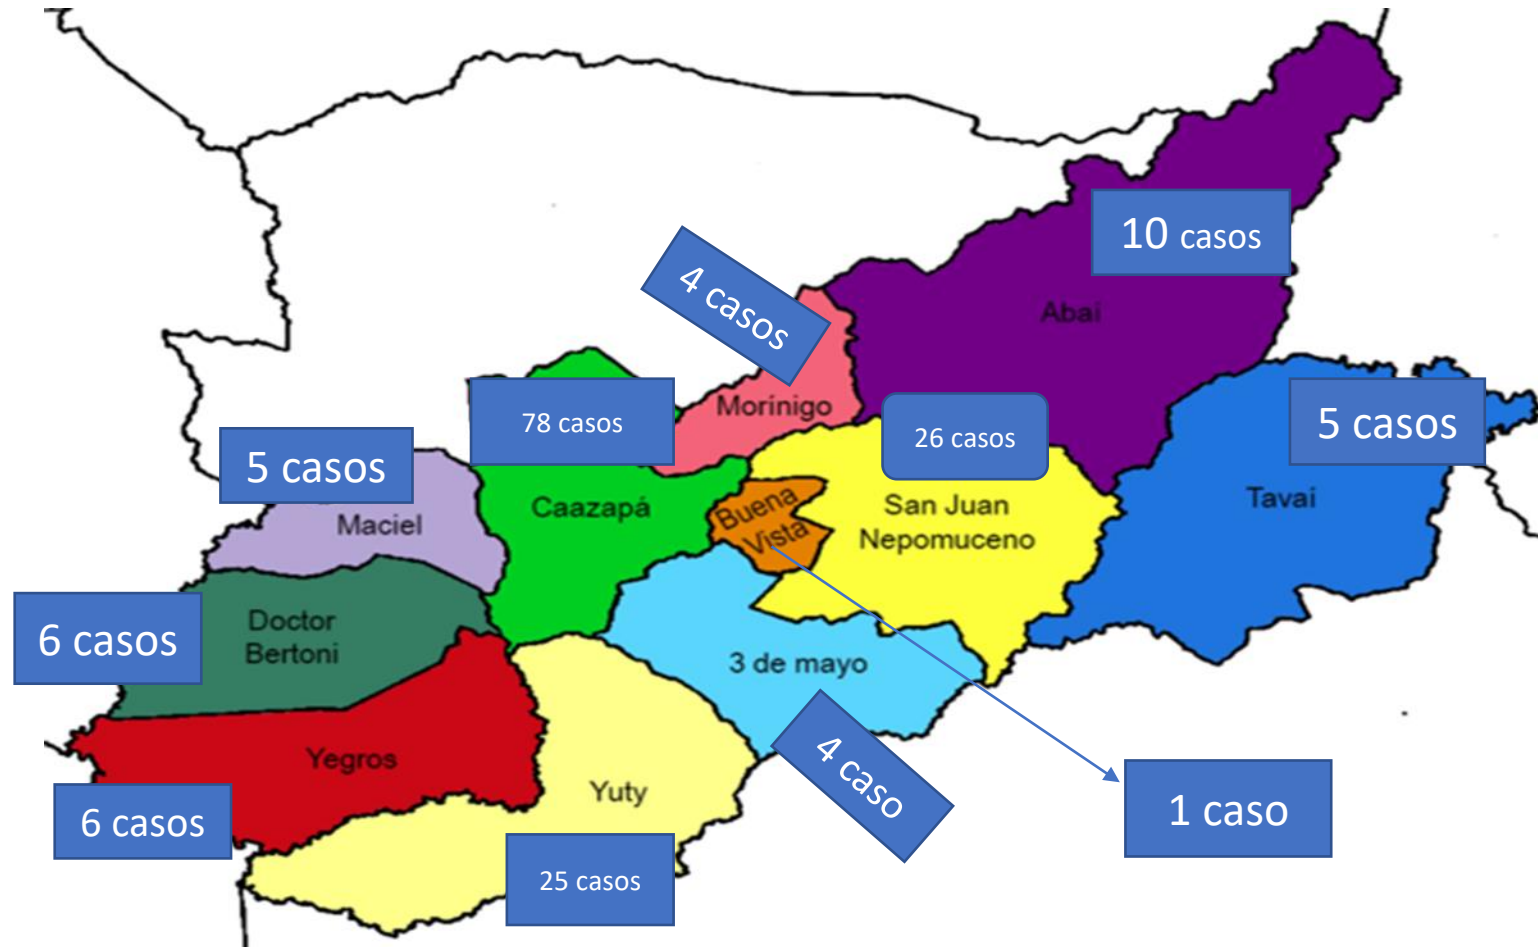 10 casos
4 casos
Abai
78 casos
Morinigo
26 casos
5 casos
5 casos
Maciel
Caazapá
Buena
Vista
San Juan
Nepomuceno
Tavai
6 casos
Doctor
Bertoni
3 de mayo
Yegros
6 casos
Yuty
4 caso
1 caso
25 casos